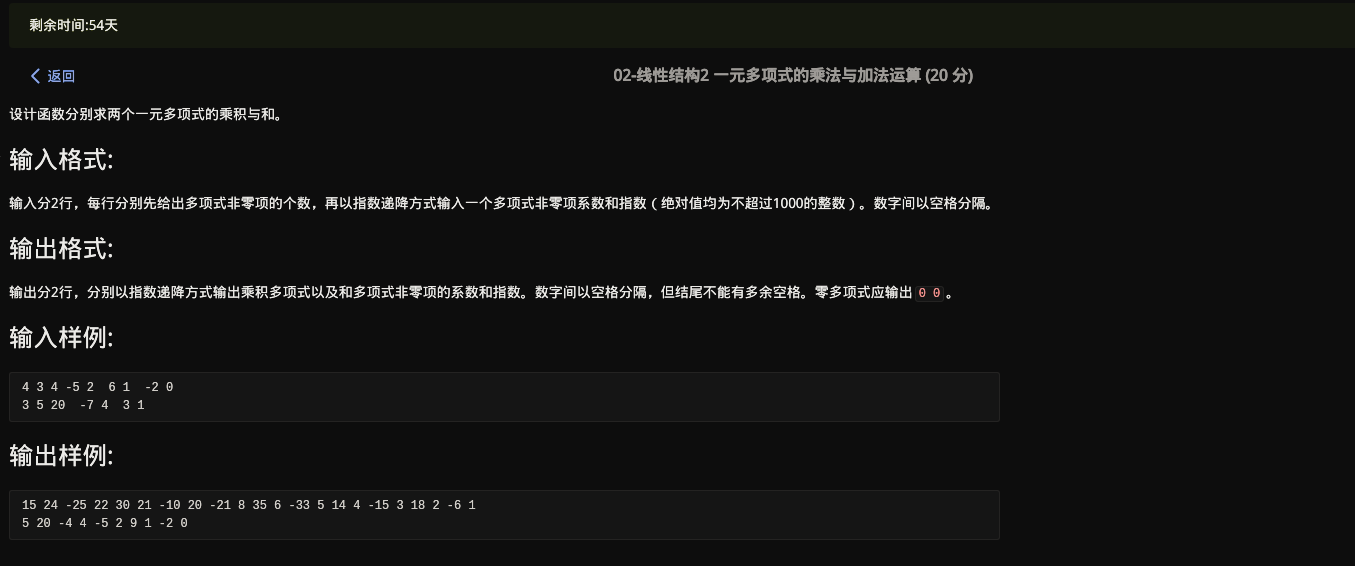 剩余时间:54天
返回
02-线性结构2 一元多项式的乘法与加法运算 (20 分)
设计函数分别求两个一元多项式的乘积与和。
输入格式:
输入分2行，每行分别先给出多项式非零项的个数，再以指数递降方式输入一个多项式非零项系数和指数（绝对值均为不超过1000的整数）。数字间以空格分隔。
输出格式:
输出分2行，分别以指数递降方式输出乘积多项式以及和多项式非零项的系数和指数。数字间以空格分隔，但结尾不能有多余空格。零多项式应输出 0 0 。
输入样例:
4 3 4 -5 2  6 1  -2 0
3 5 20  -7 4  3 1
输出样例:
15 24 -25 22 30 21 -10 20 -21 8 35 6 -33 5 14 4 -15 3 18 2 -6 1
5 20 -4 4 -5 2 9 1 -2 0